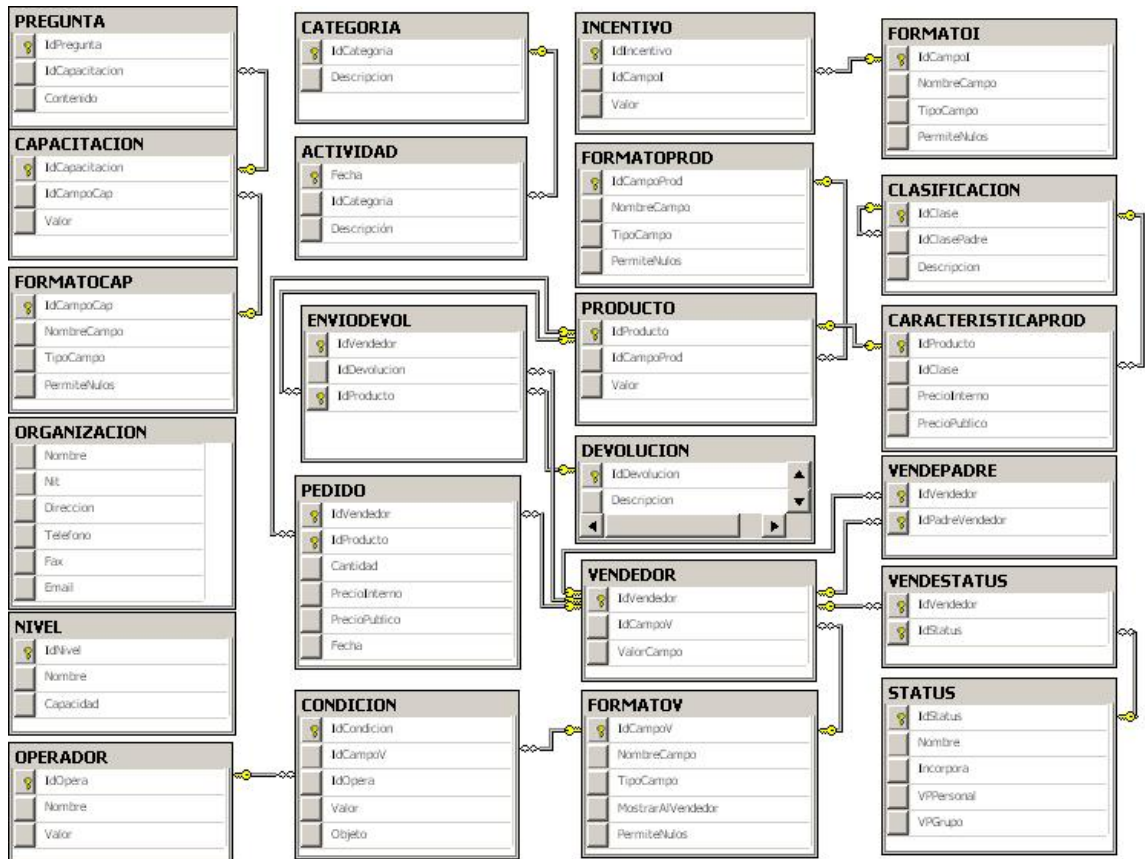 PREGUNTA
IdPregunta
IdCapacitacion
Contenido
CAPACITACION
IdCapacitacion
IdCampoCap
Valor
FORMATOCAP
IdCampoCap
NombreCampo
TipoCampo
PermiteNulos
ORGANIZACION
Nombre
Nit
Direccion
Telefono
Fax
Email
NIVEL
IdNivel
Nombre
Capacidad
OPERADOR
IdOpera
Nombre
Valor
CATEGORIA
IdCategoria
Descripcion
ACTIVIDAD
Fecha
IdCategoria
Descripción
ENVIODEVOL
IdVendedor
IdDevolucion
IdProducto
PEDIDO
IdVendedor
IdProducto
Cantidad
PrecioInterno
PrecioPublico
Fecha
CONDICION
IdCondicion
IdCampoV
IdOpera
Valor
Objeto
INCENTIVO
IdIncentivo
IdCampoI
Valor
FORMATOPROD
IdCampoProd
NombreCampo
TipoCampo
PermiteNulos
PRODUCTO
IdProducto
IdCampoProd
Valor
DEVOLUCION
IdDevolucion
Descripcion
VENDEDOR
IdVendedor
IdCampoV
ValorCampo
FORMATOV
IdCampoV
NombreCampo
TipoCampo
MostrarAlVendedor
PermiteNulos
FORMATOI
IdCampoI
NombreCampo
TipoCampo
PermiteNulos
CLASIFICACION
IdClase
IdClasePadre
Descripcion
CARACTERISTICAPROD
IdProducto
IdClase
PrecioInterno
PrecioPublico
VENDEPADRE
IdVendedor
IdPadreVendedor
VENDESTATUS
IdVendedor
IdStatus
STATUS
IdStatus
Nombre
Incorpora
VPPersonal
VPGrupo